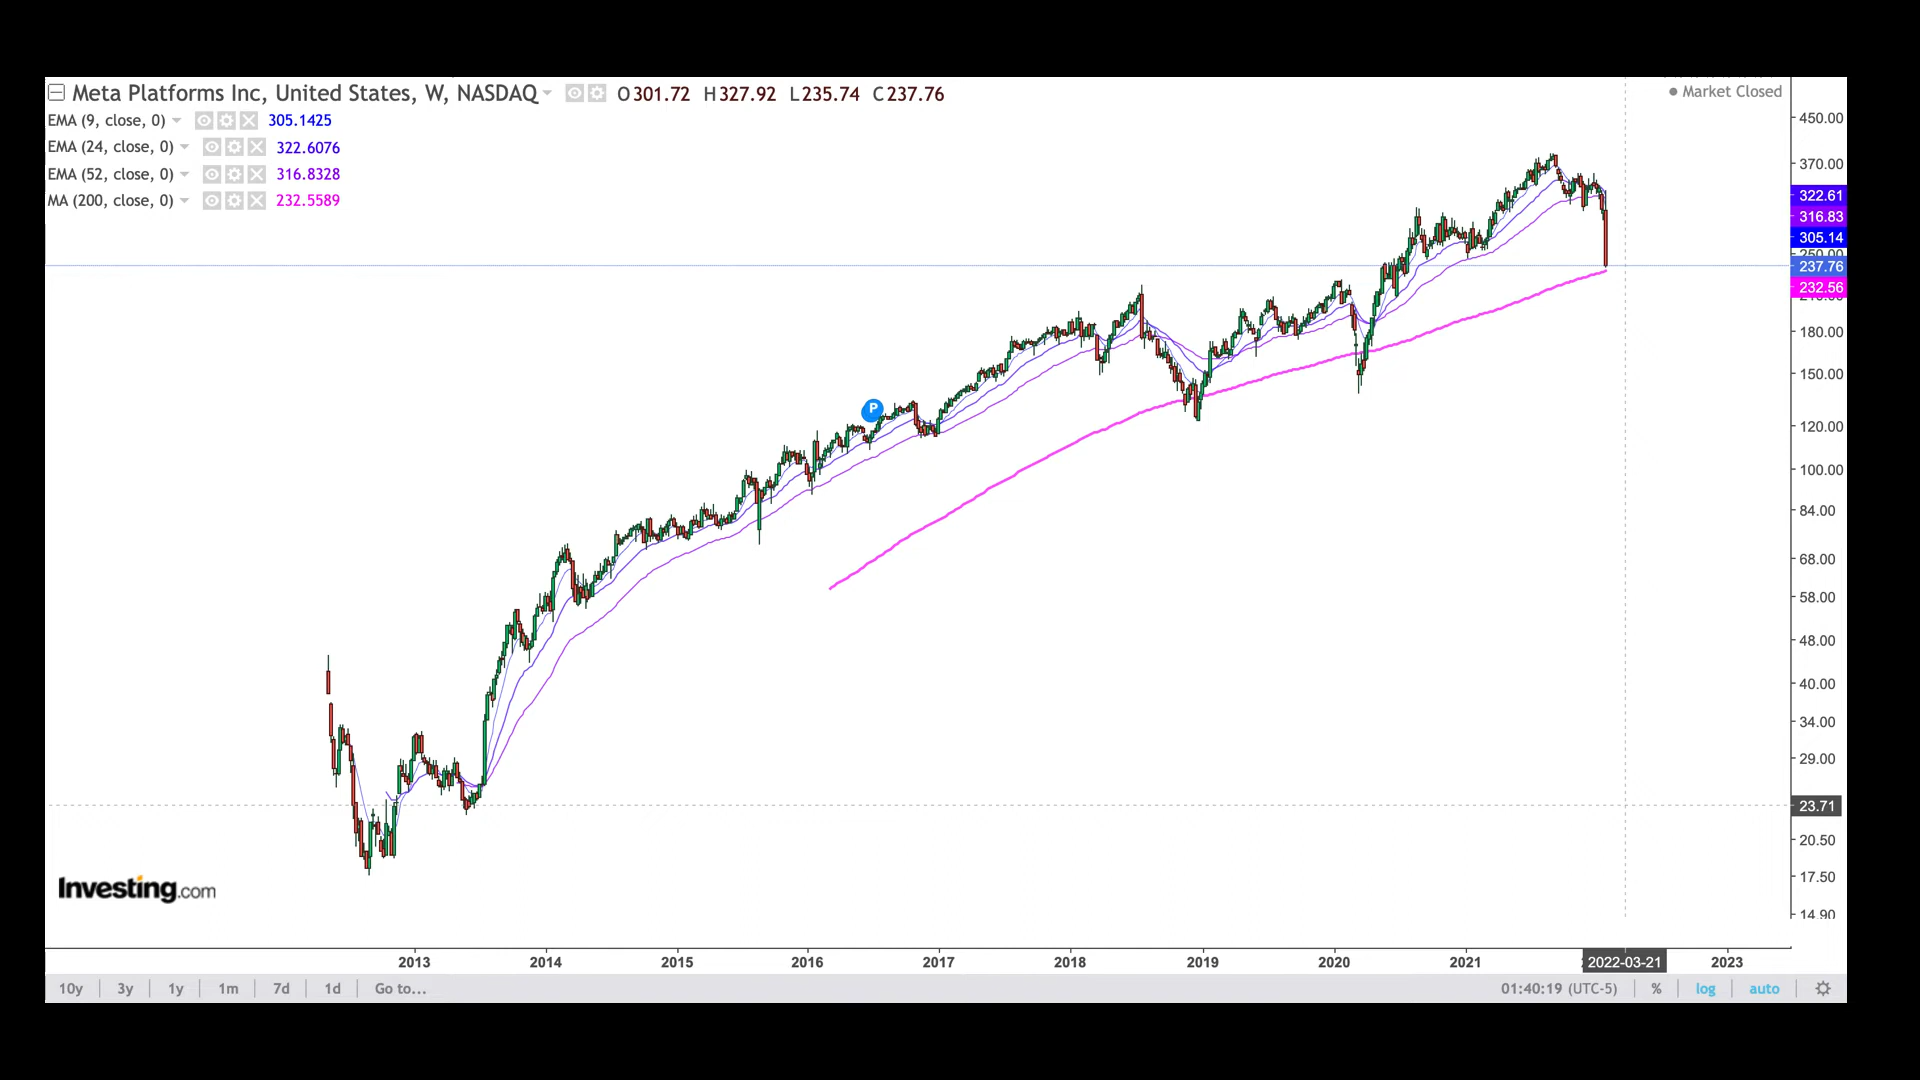 Meta Platforms Inc, United States, W, NASDAQ O301.72 H327.92 L235.74 C237.76
Market Closed
EMA (9, close, 0) 305.1425
EMA (24, close, 0) 322.6076
EMA (52, close, 0) 316.8328
MA (200, close, 0) 232.5589
450.00
370.00
322.61
316.83
305.14
250.00
237.76
232.56
180.00
150.00
120.00
100.00
84.00
68.00
58.00
48.00
40.00
34.00
29.00
23.71
20.50
17.50
14.90
P
Investing.com
2013 2014 2015 2016 2017 2018 2019 2020 2021 2022-03-21 2023
10y 3y 1y 1m 7d 1d Go to... 01:40:19 (UTC-5) % log auto